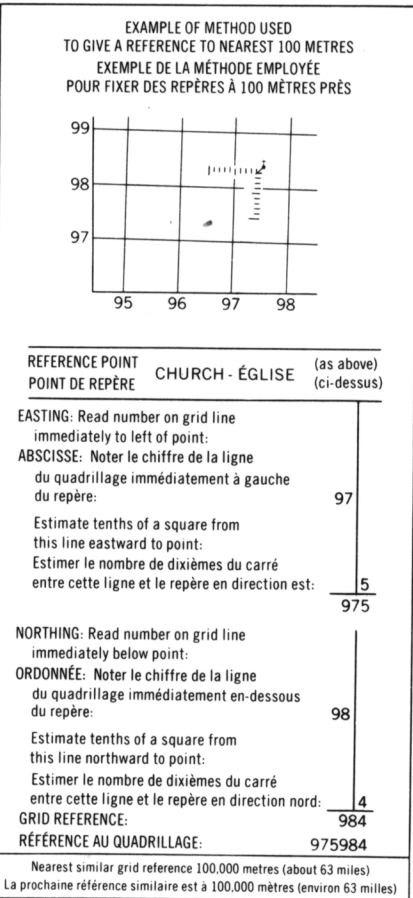 EXAMPLE OF METHOD USED
TO GIVE A REFERENCE TO NEAREST 100 METRES
EXEMPLE DE LA MÉTHODE EMPLOYÉE
POUR FIXER DES REPÈRES À 100 MÈTRES PRÈS
99
98
97
95 96 97 98
REFERENCE POINT
POINT DE REPÈRE
CHURCH - ÉGLISE
(as above)
(ci-dessus)
EASTING: Read number on grid line
immediately to left of point:
ABSCISSE: Noter le chiffre de la ligne
du quadrillage immédiatement à gauche
du repère: 97
Estimate tenths of a square from
this line eastward to point:
Estimer le nombre de dixièmes du carré
entre cette ligne et le repère en direction est: 5
975
NORTHING: Read number on grid line
immediately below point:
ORDONNÉE: Noter le chiffre de la ligne
du quadrillage immédiatement en-dessous
du repère: 98
Estimate tenths of a square from
this line northward to point:
Estimer le nombre de dixièmes du carré
entre cette ligne et le repère en direction nord: 4
GRID REFERENCE: 984
RÉFÉRENCE AU QUADRILLAGE: 975984
Nearest similar grid reference 100,000 metres (about 63 miles)
La prochaine référence similaire est à 100,000 mètres (environ 63 milles)